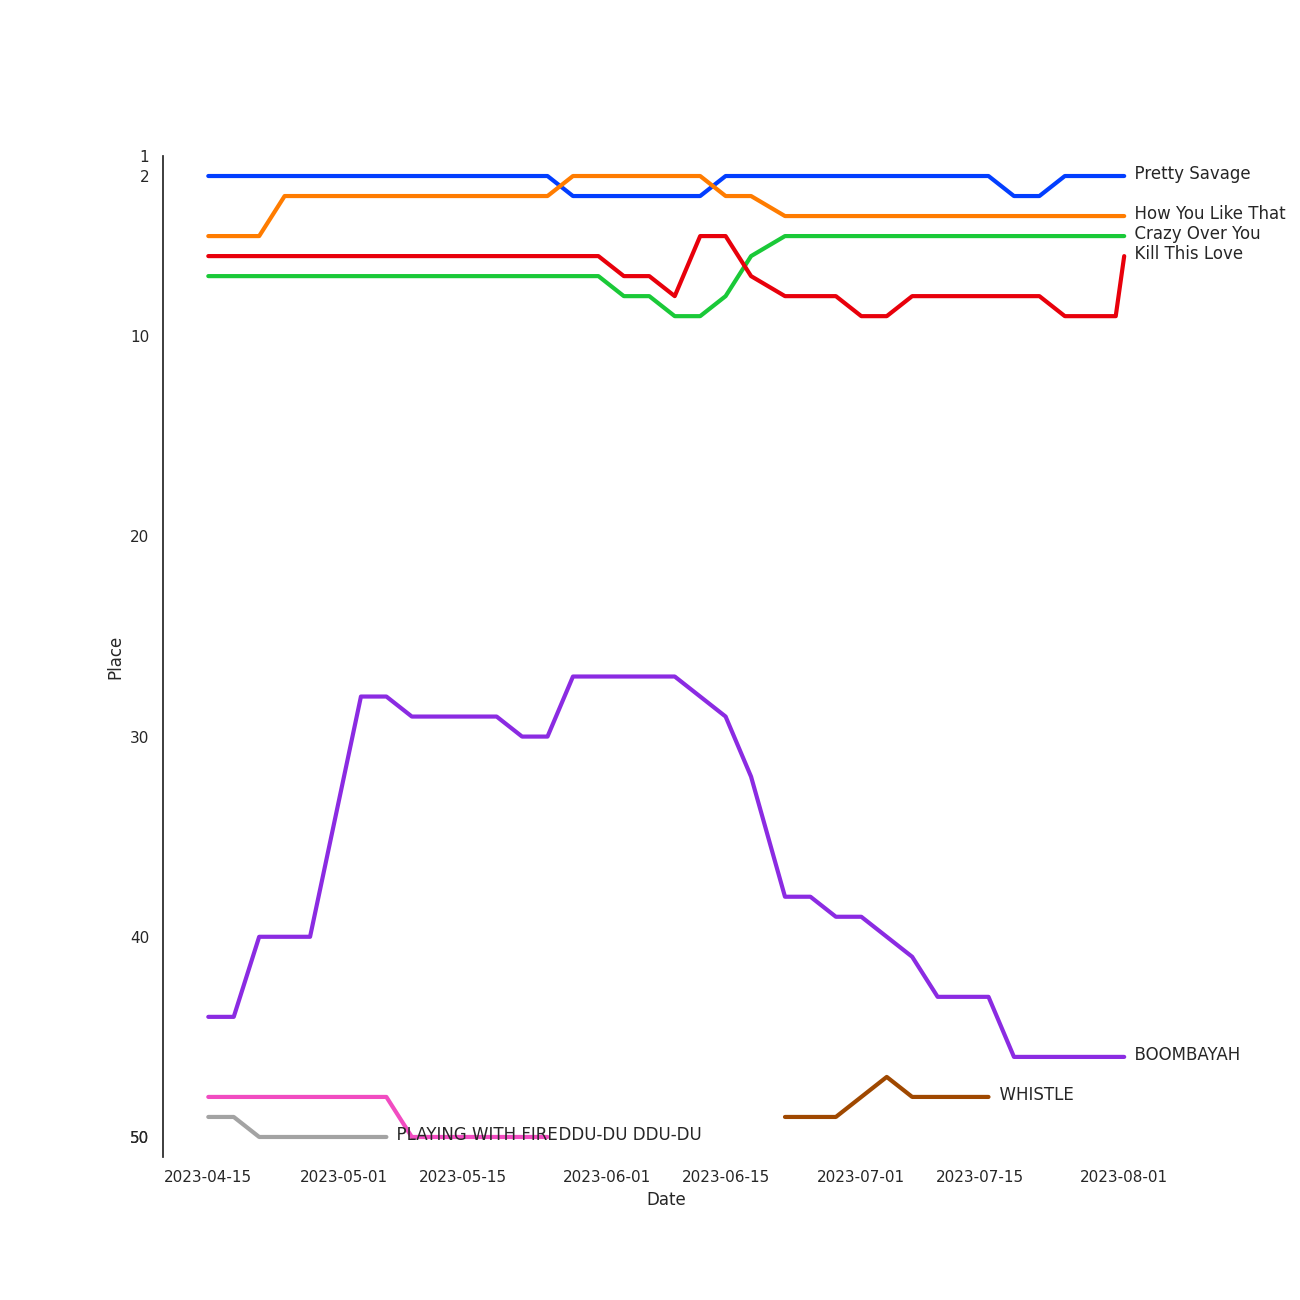 1
2
10
20
30
40
50
Place
Pretty Savage
How You Like That
Crazy Over You
Kill This Love
BOOMBAYAH
WHISTLE
PLAYING WITH FIRE
DDU-DU DDU-DU
2023-04-15
2023-05-01
2023-05-15
2023-06-01
2023-06-15
2023-07-01
2023-07-15
2023-08-01
Date